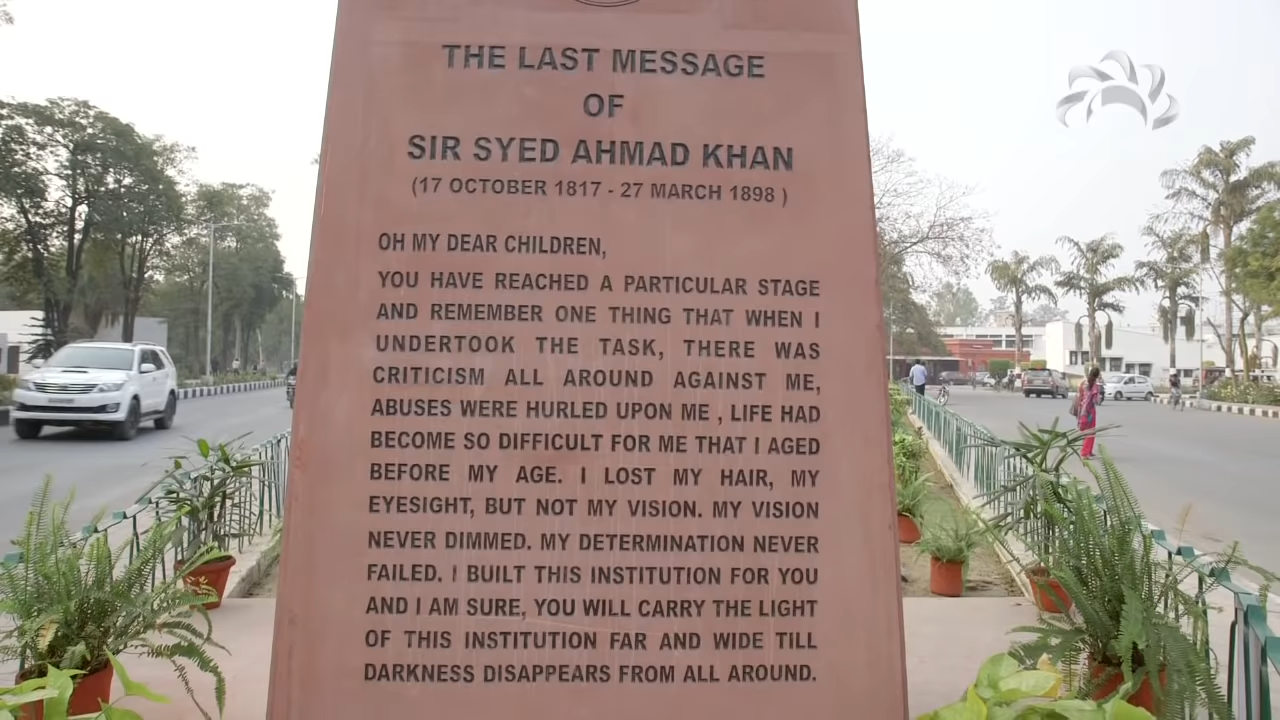 THE LAST MESSAGE
OF
SIR SYED AHMAD KHAN
(17 OCTOBER 1817 - 27 MARCH 1898 )
OH MY DEAR CHILDREN,
YOU HAVE REACHED A PARTICULAR STAGE
AND REMEMBER ONE THING THAT WHEN I
UNDERTOOK THE TASK, THERE WAS
CRITICISM ALL AROUND AGAINST ME,
ABUSES WERE HURLED UPON ME , LIFE HAD
BECOME SO DIFFICULT FOR ME THAT I AGED
BEFORE MY AGE. I LOST MY HAIR, MY
EYESIGHT, BUT NOT MY VISION. MY VISION
NEVER DIMMED. MY DETERMINATION NEVER
FAILED. I BUILT THIS INSTITUTION FOR YOU
AND I AM SURE, YOU WILL CARRY THE LIGHT
OF THIS INSTITUTION FAR AND WIDE TILL
DARKNESS DISAPPEARS FROM ALL AROUND.